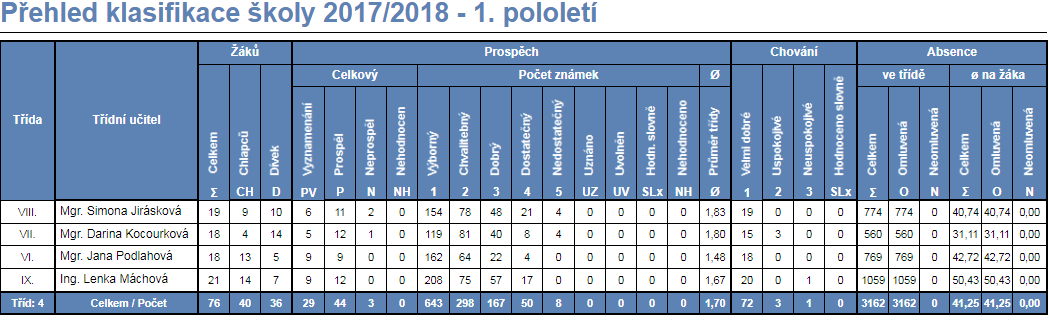 Přehled klasifikace školy 2017/2018 - 1. pololetí
Třída Třídní učitel Žáků Prospěch Chování Absence
Celkový Počet známek Ø ve třídě ø na žáka
Celkem Chlapců Dívek Vyznamenání Prospěl Neprospel Nehodnocen Výborný Chvalitebný Dobrý Dostatečný Nedostatečný Uznáno Uvolněn Hodn. slovně Nehodnoceno Průměr třídy Velmi dobré Uspokojivé Neuspokojivé Hodnoceno slovně Celkem Omluvená Neomluvená Celkem Omluvená Neomluvená
Σ CH D PV P N NH 1 2 3 4 5 UZ UV SLx NH Ø 1 2 3 SLx Σ O N Σ O N
VIII. Mgr. Simona Jirásková 19 9 10 6 11 2 0 154 78 48 21 4 0 0 0 0 1,83 19 0 0 0 774 774 0 40,74 40,74 0,00
VII. Mgr. Darina Kocourková 18 4 14 5 12 1 0 119 81 40 8 4 0 0 0 0 1,80 15 3 0 0 560 560 0 31,11 31,11 0,00
VI. Mgr. Jana Podlahová 18 13 5 9 9 0 0 162 64 22 4 0 0 0 0 0 1,48 18 0 0 0 769 769 0 42,72 42,72 0,00
IX. Ing. Lenka Máchová 21 14 7 9 12 0 0 208 75 57 17 0 0 0 0 0 1,67 20 0 1 0 1059 1059 0 50,43 50,43 0,00
Tříd: 4 Celkem / Počet 76 40 36 29 44 3 0 643 298 167 50 8 0 0 0 0 1,70 72 3 1 0 3162 3162 0 41,25 41,25 0,00